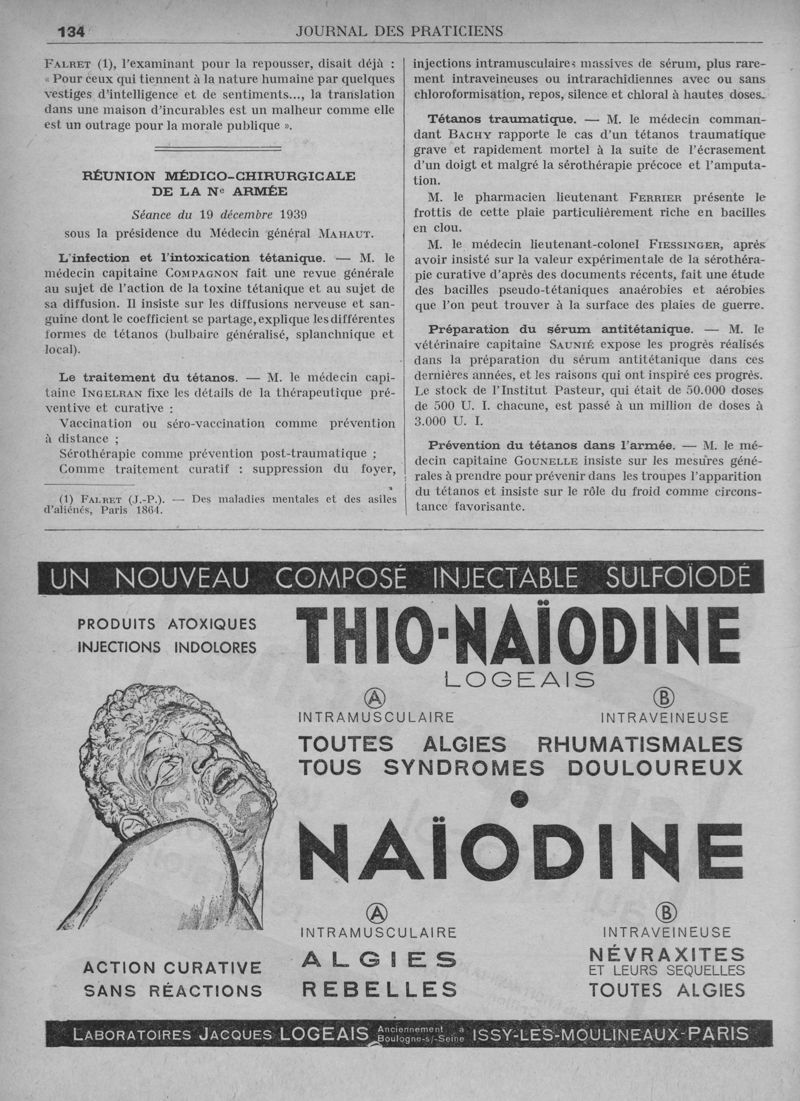 134
JOURNAL DES PRATICIENS
FALRET (1), l'examinant pour la repousser, disait déjà :
« Pour ceux qui tiennent à la nature humaine par quelques
vestiges d'intelligence et de sentiments..., la translation
dans une maison d'incurables est un malheur comme elle
est un outrage pour la morale publique ».
RÉUNION MÉDICO-CHIRURGICALE
DE LA Ne ARMÉE
Séance du 19 décembre 1939
sous la présidence du Médecin général MAHAUT.
L'infection et l'intoxication tétanique. — M. le
médecin capitaine COMPAGNON fait une revue générale
au sujet de l'action de la toxine tétanique et au sujet de
sa diffusion. Il insiste sur les diffusions nerveuse et san-
guine dont le coefficient se partage, explique les différentes
formes de tétanos (bulbaire généralisé, splanchnique et
local).
Le traitement du tétanos. — M. le médecin capi-
taine INGELRAN fixe les détails de la thérapeutique pré-
ventive et curative :
Vaccination ou séro-vaccination comme prévention
à distance ;
Sérothérapie comme prévention post-traumatique ;
Comme traitement curatif : suppression du foyer,
(1) FALRET (J.-P.). — Des maladies mentales et des asiles
d'aliénés, Paris 1864.
injections intramusculaires massives de sérum, plus rare-
ment intraveineuses ou intrarachidiennes avec ou sans
chloroformisation, repos, silence et chloral à hautes doses.
Tétanos traumatique. — M. le médecin comman-
dant BACHY rapporte le cas d'un tétanos traumatique
grave et rapidement mortel à la suite de l'écrasement
d'un doigt et malgré la sérothérapie précoce et l'amputa-
tion.
M. le pharmacien lieutenant FERRIER présente le
frottis de cette plaie particulièrement riche en bacilles
en clou.
M. le médecin lieutenant-colonel FIESSINGER, après
avoir insisté sur la valeur expérimentale de la sérothéra-
pie curative d'après des documents récents, fait une étude
des bacilles pseudo-tétaniques anaérobies et aérobies
que l'on peut trouver à la surface des plaies de guerre.
Préparation du sérum antitétanique. — M. le
vétérinaire capitaine SAUNIÉ expose les progrès réalisés
dans la préparation du sérum antitétanique dans ces
dernières années, et les raisons qui ont inspiré ces progrès.
Le stock de l'Institut Pasteur, qui était de 50.000 doses
de 500 U. I. chacune, est passé à un million de doses à
3.000 U. I.
Prévention du tétanos dans l'armée. — M. le mé-
decin capitaine GOUNELLE insiste sur les mesures géné-
rales à prendre pour prévenir dans les troupes l'apparition
du tétanos et insiste sur le rôle du froid comme circons-
tance favorisante.
UN NOUVEAU COMPOSÉ INJECTABLE SULFOÏODÉ
PRODUITS ATOXIQUES
INJECTIONS INDOLORES
THIO-NAÏODINE
LOGEAIS
A
INTRAMUSCULAIRE
B
INTRAVEINEUSE
TOUTES ALGIES RHUMATISMALES
TOUS SYNDROMES DOULOUREUX
NAÏODINE
A
INTRAMUSCULAIRE
ALGIES
REBELLES
B
INTRAVEINEUSE
NÉVRAXITES
ET LEURS SEQUELLES
TOUTES ALGIES
ACTION CURATIVE
SANS RÉACTIONS
LABORATOIRES JACQUES LOGEAIS Anciennement à Boulogne-s/-Seine ISSY-LES-MOULINEAUX-PARIS